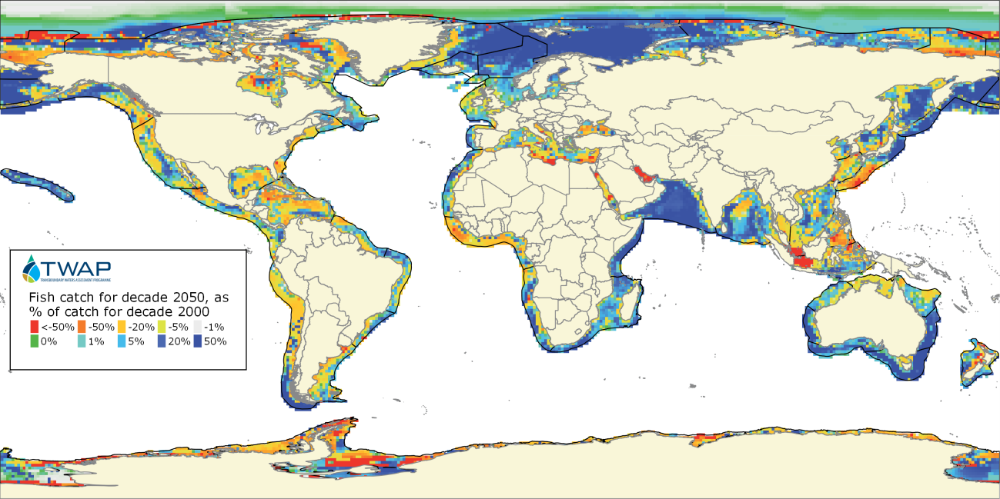 TWAP
TRANSBOUNDARY WATERS ASSESSMENT PROGRAMME
Fish catch for decade 2050, as
% of catch for decade 2000
<-50% -50% -20% -5% -1%
0% 1% 5% 20% 50%